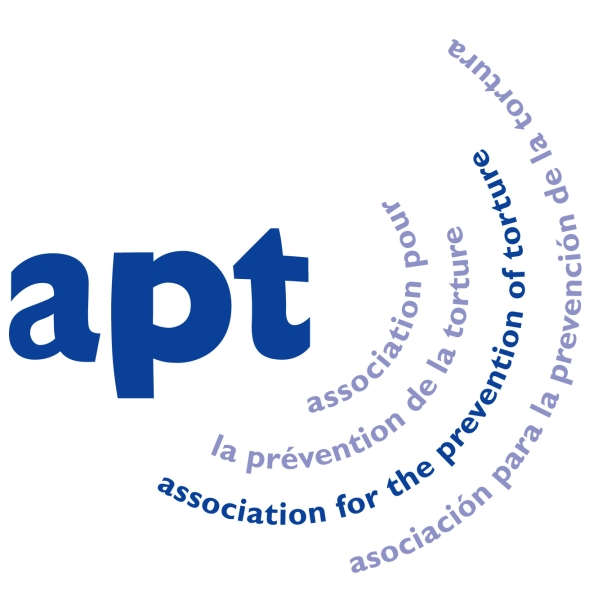 apt
association pour
la prévention de la torture
association for the prevention of torture
asociación para la prevención de la tortura